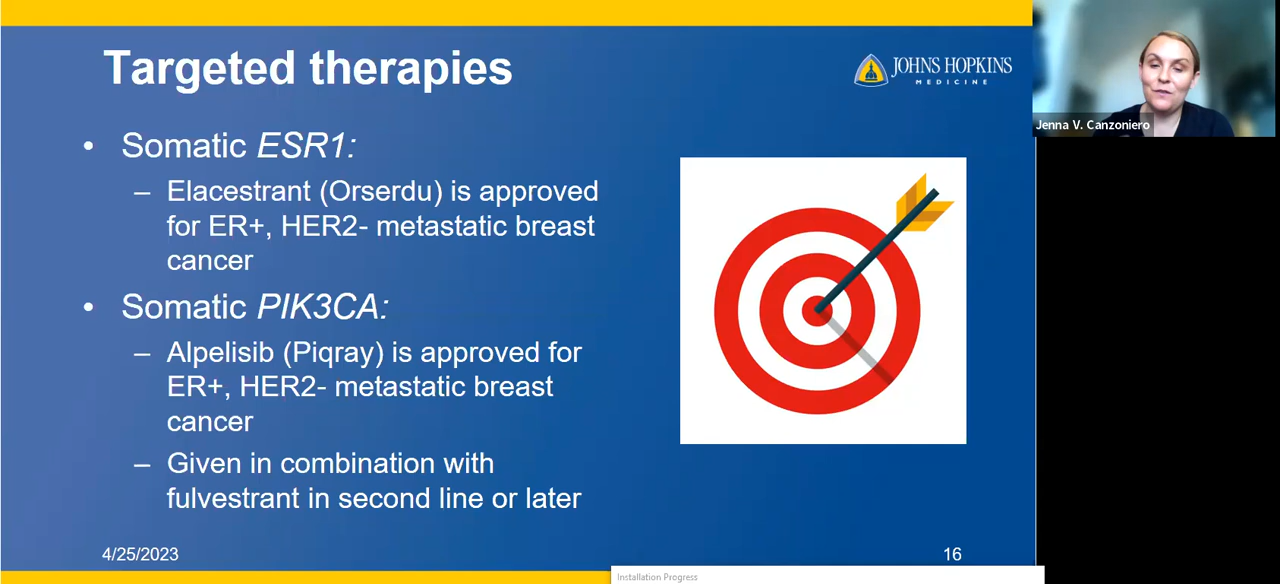 Targeted therapies
JOHNS HOPKINS
MEDICINE
Jenna V. Canzoniero
• Somatic ESR1:
– Elacestrant (Orserdu) is approved
for ER+, HER2- metastatic breast
cancer
• Somatic PIK3CA:
– Alpelisib (Piqray) is approved for
ER+, HER2- metastatic breast
cancer
– Given in combination with
fulvestrant in second line or later
4/25/2023
16
Installation Progress